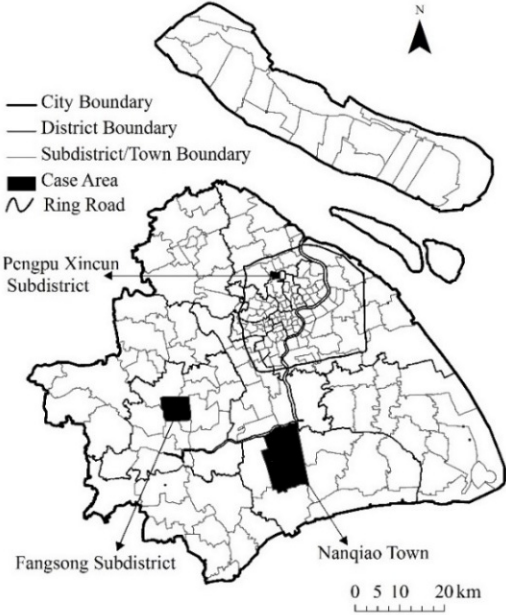 N
City Boundary
District Boundary
Subdistrict/Town Boundary
Case Area
Ring Road
Pengpu Xincun
Subdistrict
Fangsong Subdistrict
Nanqiao Town
0 5 10 20 km